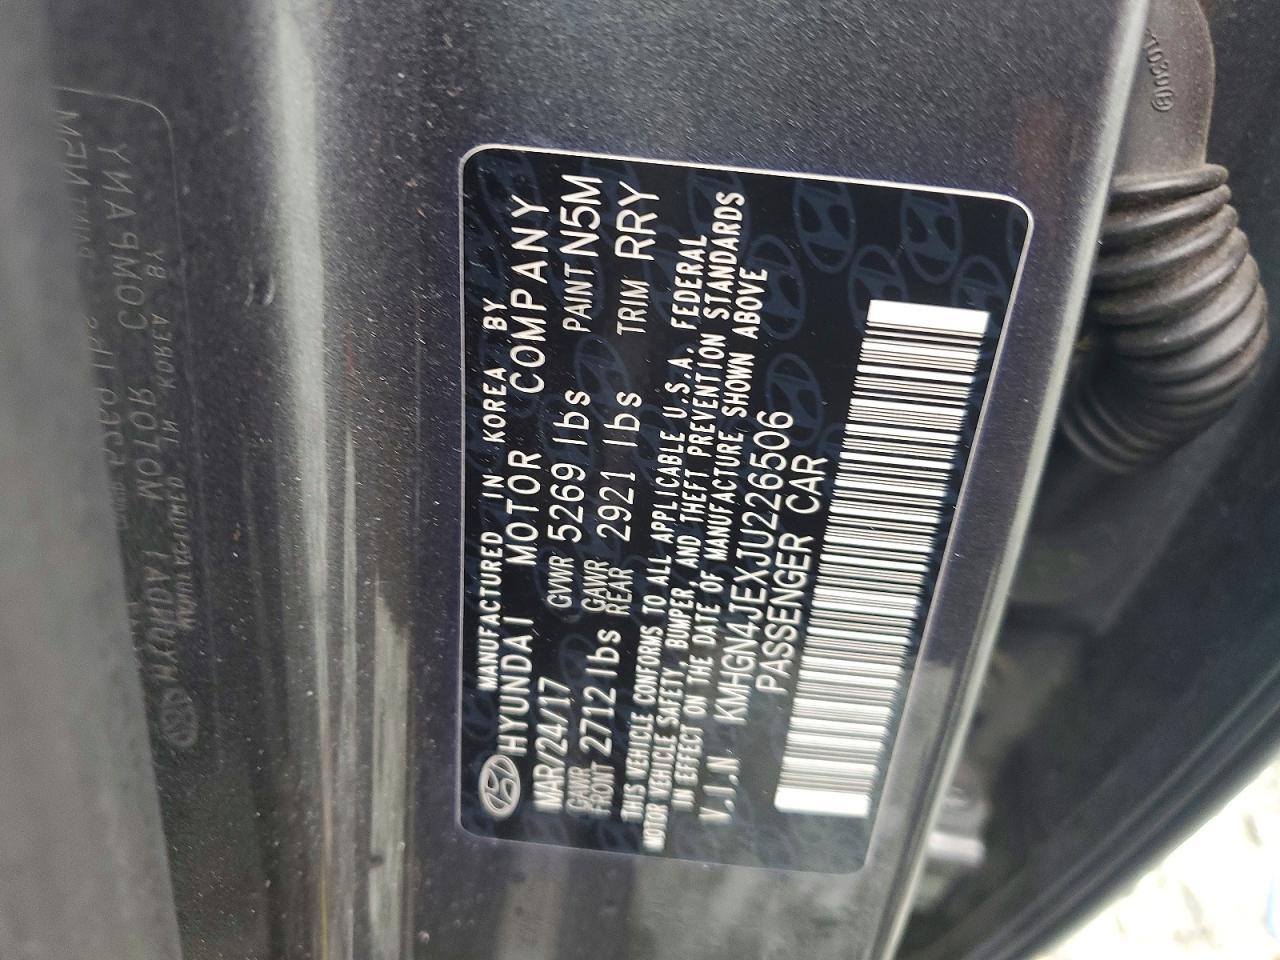 MANUFACTURED IN KOREA BY
HYUNDAI MOTOR COMPANY
MAR/24/17 GVWR 5269 lbs PAINT N5M
GAWR FRONT 2712 lbs GAWR REAR 2921 lbs TRIM RRY
THIS VEHICLE CONFORMS TO ALL APPLICABLE U.S.A. FEDERAL
MOTOR VEHICLE SAFETY, BUMPER, AND THEFT PREVENTION STANDARDS
IN EFFECT ON THE DATE OF MANUFACTURE SHOWN ABOVE
V.I.N KMHGN4JEXJU226506
PASSENGER CAR